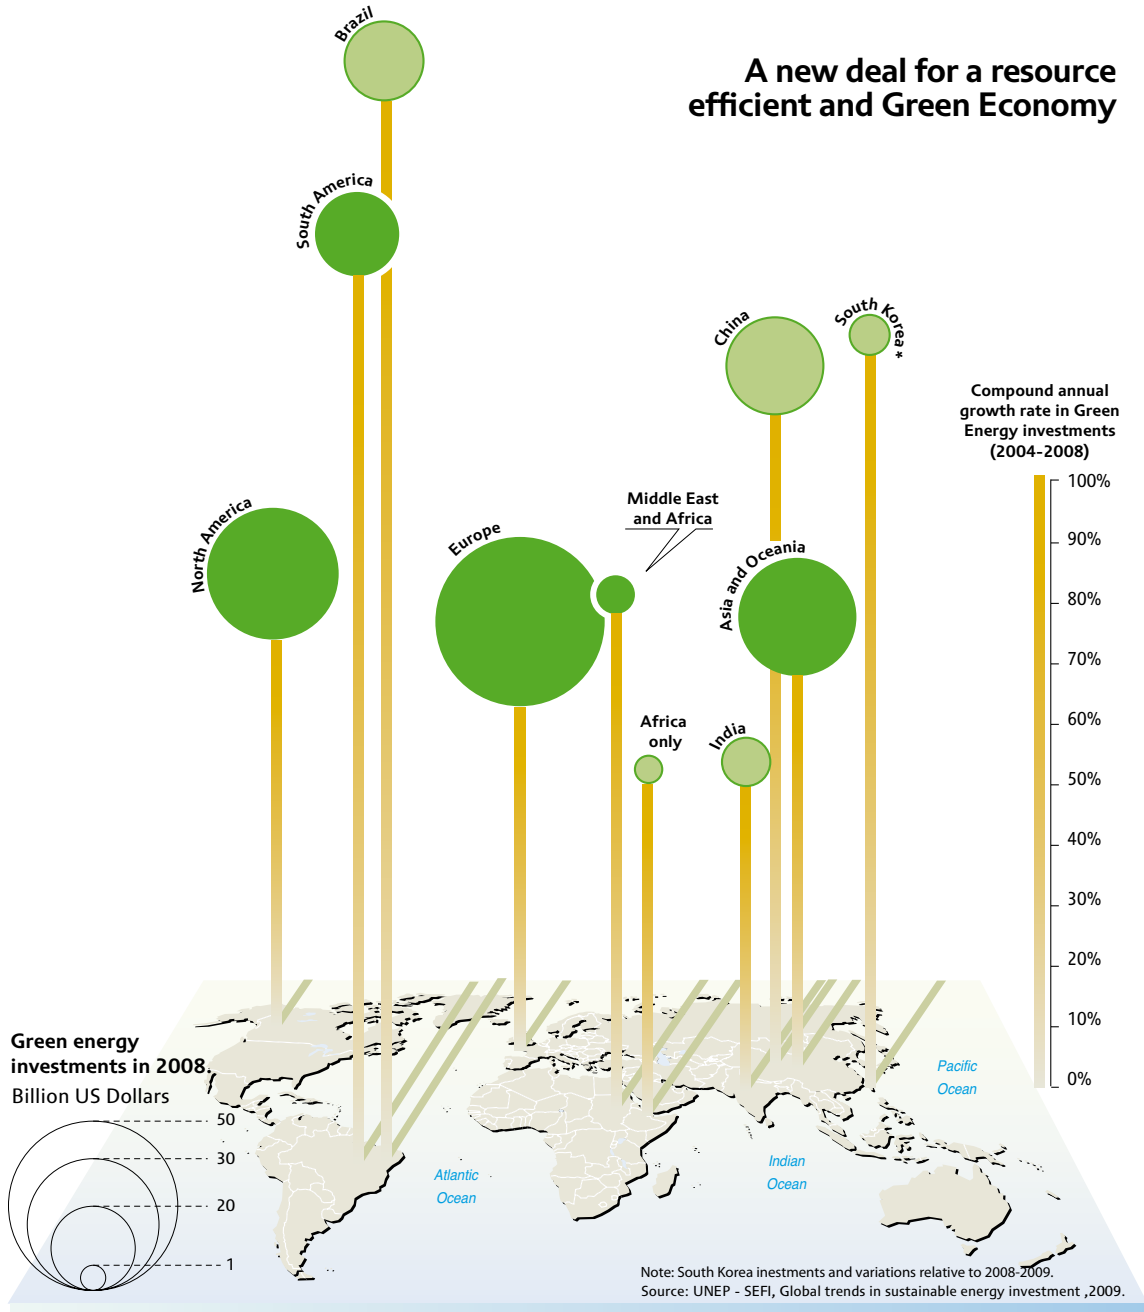 A new deal for a resource
efficient and Green Economy
Brazil
South America
China
South Korea *
Compound annual
growth rate in Green
Energy investments
(2004-2008)
100%
90%
80%
70%
60%
50%
40%
30%
20%
10%
0%
North America
Europe
Middle East
and Africa
Asia and Oceania
Africa
only
India
Green energy
investments in 2008.
Billion US Dollars
50
30
20
1
Pacific
Ocean
Atlantic
Ocean
Indian
Ocean
Note: South Korea inestments and variations relative to 2008-2009.
Source: UNEP - SEFI, Global trends in sustainable energy investment ,2009.